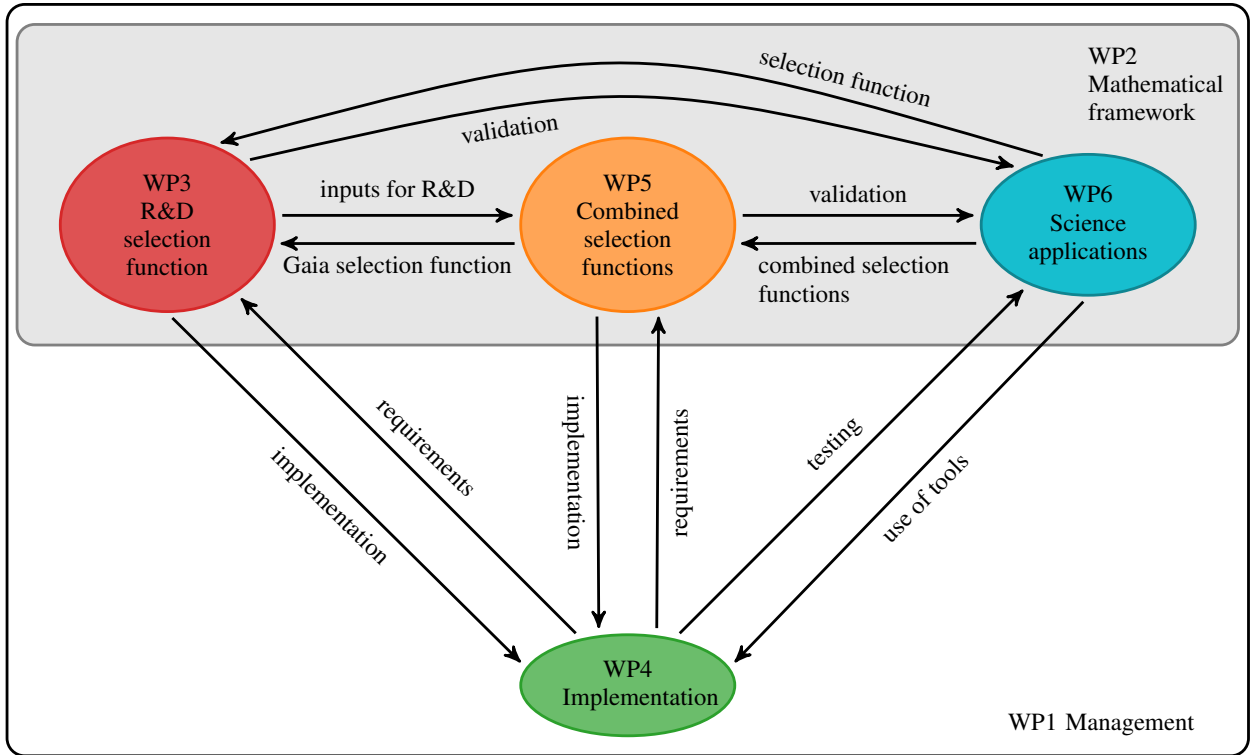 selection function
WP2
Mathematical
framework
validation
WP3
R&D
selection
function
inputs for R&D
Gaia selection function
WP5
Combined
selection
functions
validation
combined selection
functions
WP6
Science
applications
implementation
requirements
implementation
requirements
testing
use of tools
WP4
Implementation
WP1 Management